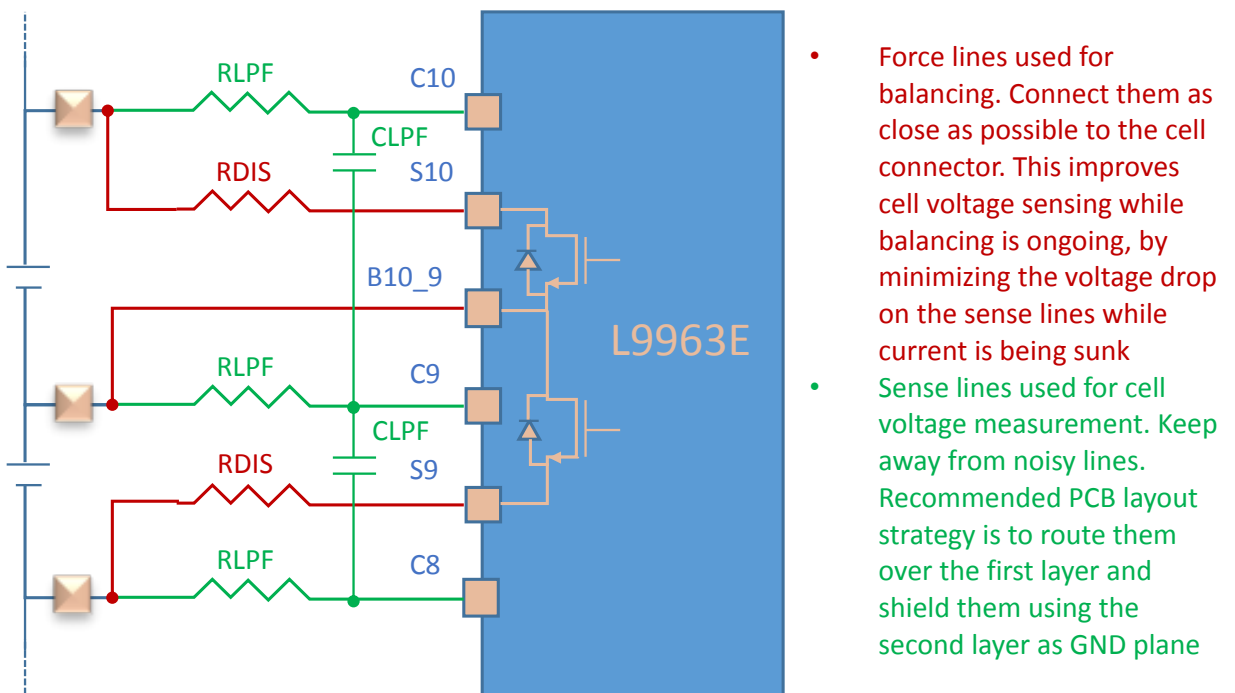 RLPF
C10
CLPF
RDIS
S10
B10_9
L9963E
RLPF
C9
CLPF
RDIS
S9
RLPF
C8
• Force lines used for
balancing. Connect them as
close as possible to the cell
connector. This improves
cell voltage sensing while
balancing is ongoing, by
minimizing the voltage drop
on the sense lines while
current is being sunk
• Sense lines used for cell
voltage measurement. Keep
away from noisy lines.
Recommended PCB layout
strategy is to route them
over the first layer and
shield them using the
second layer as GND plane